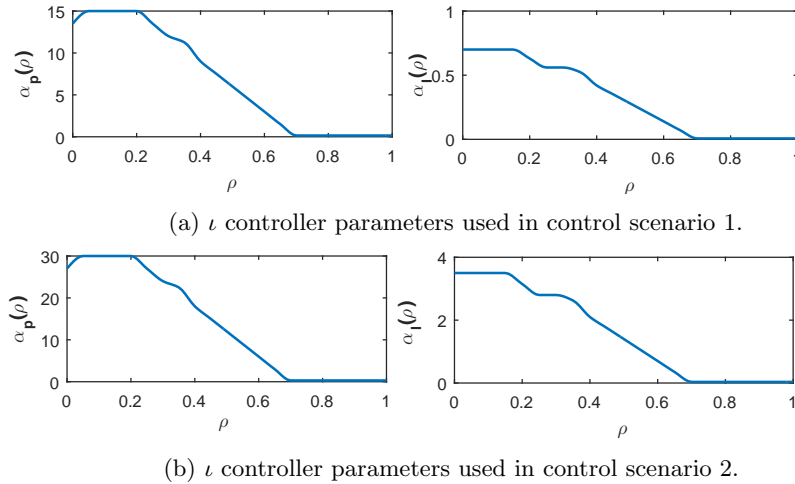 15
10
5
0
0 0.2 0.4 0.6 0.8 1
ρ
α_p(ρ)
1
0.5
0
0 0.2 0.4 0.6 0.8 1
ρ
α_I(ρ)
(a) ι controller parameters used in control scenario 1.
30
20
10
0
0 0.2 0.4 0.6 0.8 1
ρ
α_p(ρ)
4
2
0
0 0.2 0.4 0.6 0.8 1
ρ
α_I(ρ)
(b) ι controller parameters used in control scenario 2.